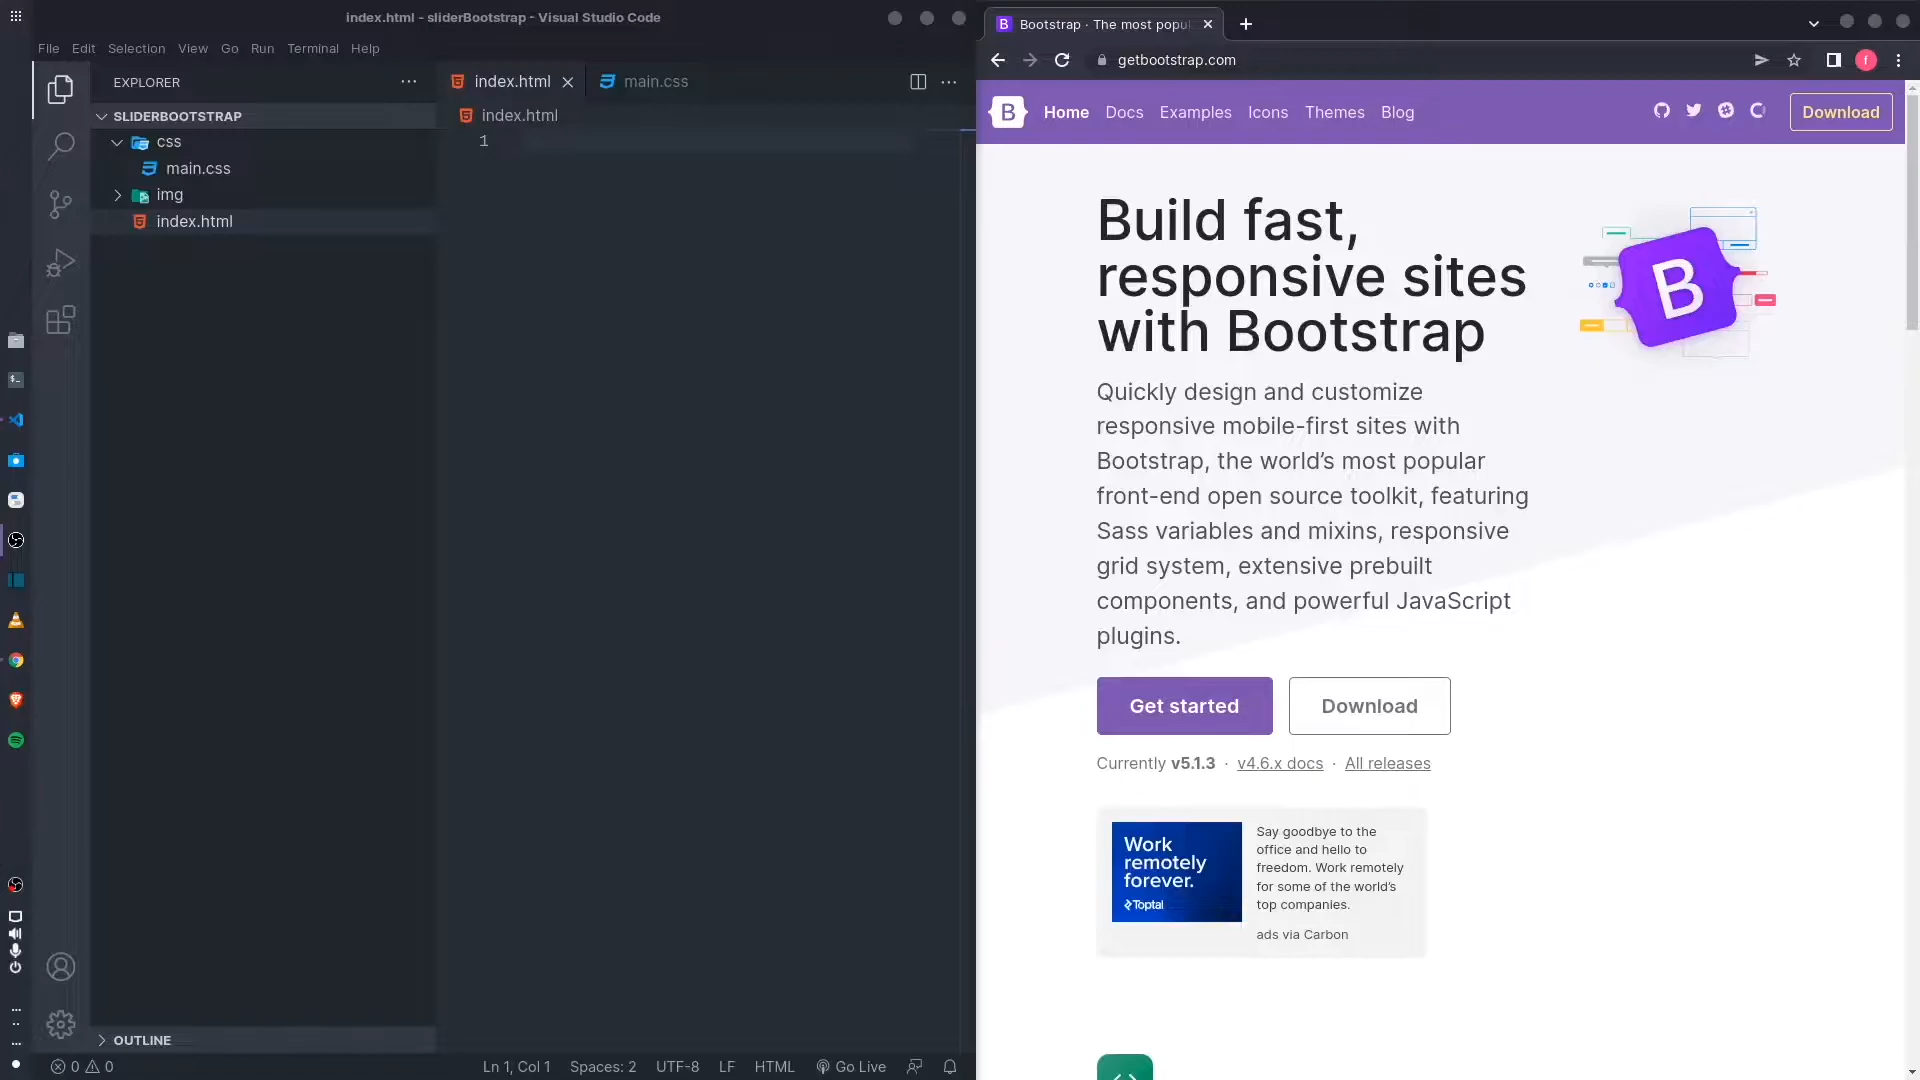 index.html - sliderBootstrap - Visual Studio Code
File Edit Selection View Go Run Terminal Help
EXPLORER
SLIDERBOOTSTRAP
css
main.css
img
index.html
OUTLINE
index.html
main.css
index.html
1
0 0
Ln 1, Col 1 Spaces: 2 UTF-8 LF HTML Go Live
Bootstrap · The most popu
getbootstrap.com
f
B Home Docs Examples Icons Themes Blog Download
Build fast,
responsive sites
with Bootstrap
B
Quickly design and customize
responsive mobile-first sites with
Bootstrap, the world’s most popular
front-end open source toolkit, featuring
Sass variables and mixins, responsive
grid system, extensive prebuilt
components, and powerful JavaScript
plugins.
Get started Download
Currently v5.1.3 · v4.6.x docs · All releases
Work
remotely
forever.
Toptal
Say goodbye to the
office and hello to
freedom. Work remotely
for some of the world’s
top companies.
ads via Carbon